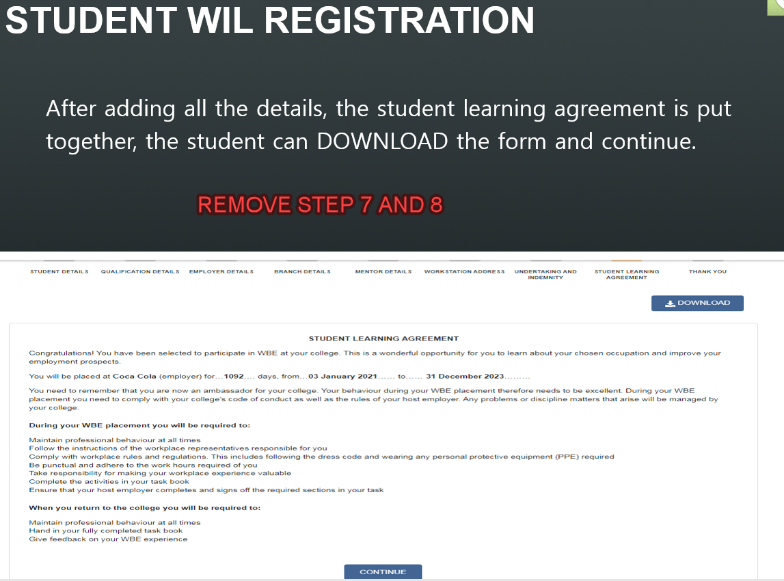 STUDENT WIL REGISTRATION
After adding all the details, the student learning agreement is put
together, the student can DOWNLOAD the form and continue.
REMOVE STEP 7 AND 8
STUDENT DETAILS QUALIFICATION DETAILS EMPLOYER DETAILS BRANCH DETAILS MENTOR DETAILS WORKSTATION ADDRESS UNDERTAKING AND STUDENT LEARNING THANK YOU
INDEMNITY AGREEMENT
DOWNLOAD
STUDENT LEARNING AGREEMENT
Congratulations! You have been selected to participate in WBE at your college. This is a wonderful opportunity for you to learn about your chosen occupation and improve your
employment prospects.
You will be placed at Coca Cola (employer) for...1092.... days, from...03 January 2021...... to...... 31 December 2023.........
You need to remember that you are now an ambassador for your college. Your behaviour during your WBE placement therefore needs to be excellent. During your WBE
placement you need to comply with your college's code of conduct as well as the rules of your host employer. Any problems or discipline matters that arise will be managed by
your college.
During your WBE placement you will be required to:
Maintain professional behaviour at all times
Follow the instructions of the workplace representatives responsible for you
Comply with workplace rules and regulations. This includes following the dress code and wearing any personal protective equipment (PPE) required
Be punctual and adhere to the work hours required of you
Take responsibility for making your workplace experience valuable
Complete the activities in your task book
Ensure that your host employer completes and signs off the required sections in your task
When you return to the college you will be required to:
Maintain professional behaviour at all times
Hand in your fully completed task book
Give feedback on your WBE experience
CONTINUE